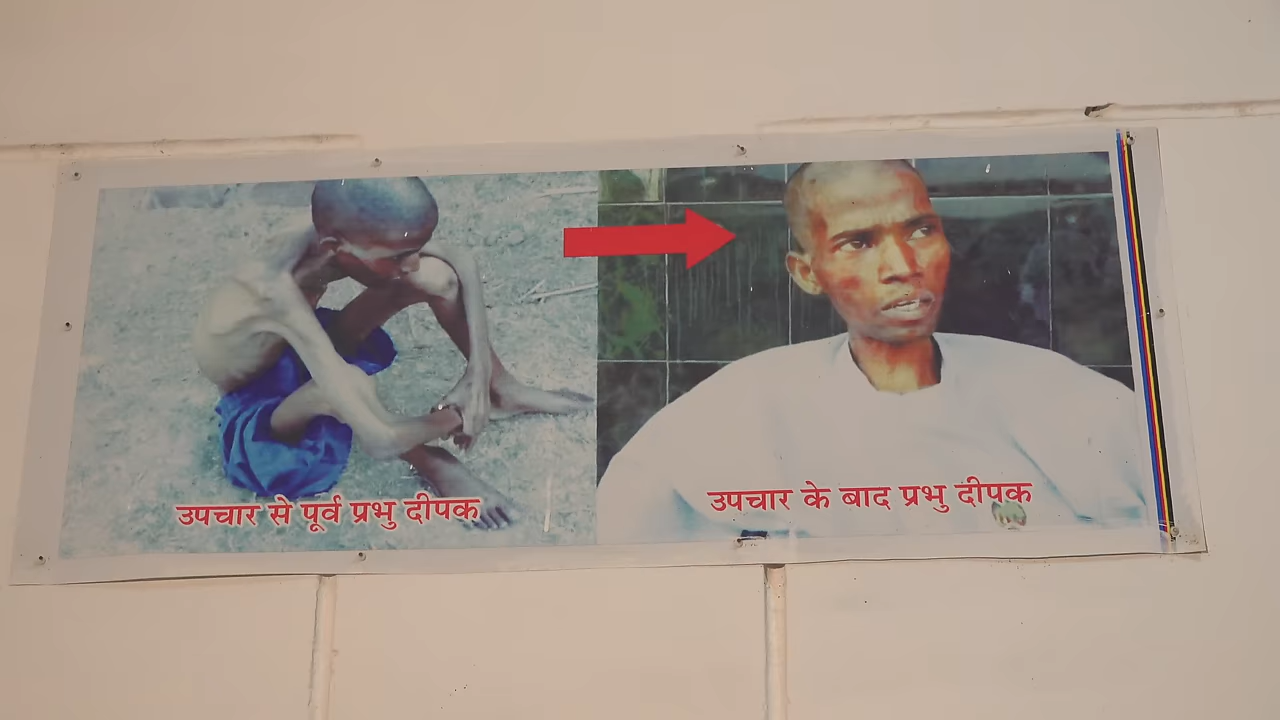 उपचार से पूर्व प्रभु दीपक
उपचार के बाद प्रभु दीपक